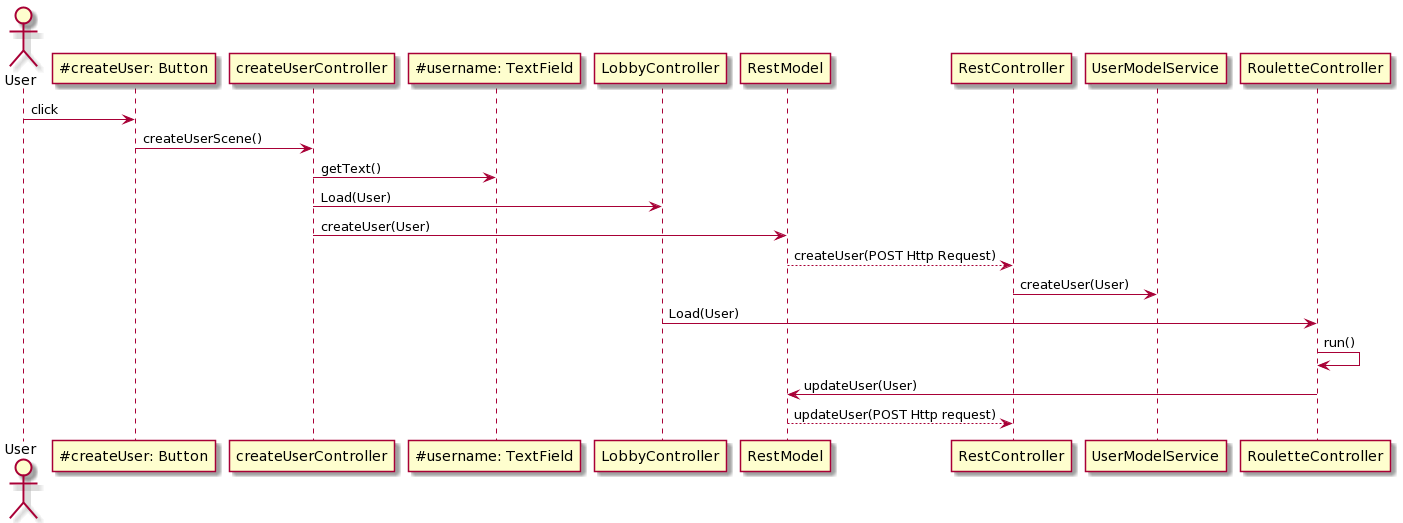 User
#createUser: Button
createUserController
#username: TextField
LobbyController
RestModel
RestController
UserModelService
RouletteController
click
createUserScene()
getText()
Load(User)
createUser(User)
createUser(POST Http Request)
createUser(User)
Load(User)
run()
updateUser(User)
updateUser(POST Http request)
User
#createUser: Button
createUserController
#username: TextField
LobbyController
RestModel
RestController
UserModelService
RouletteController